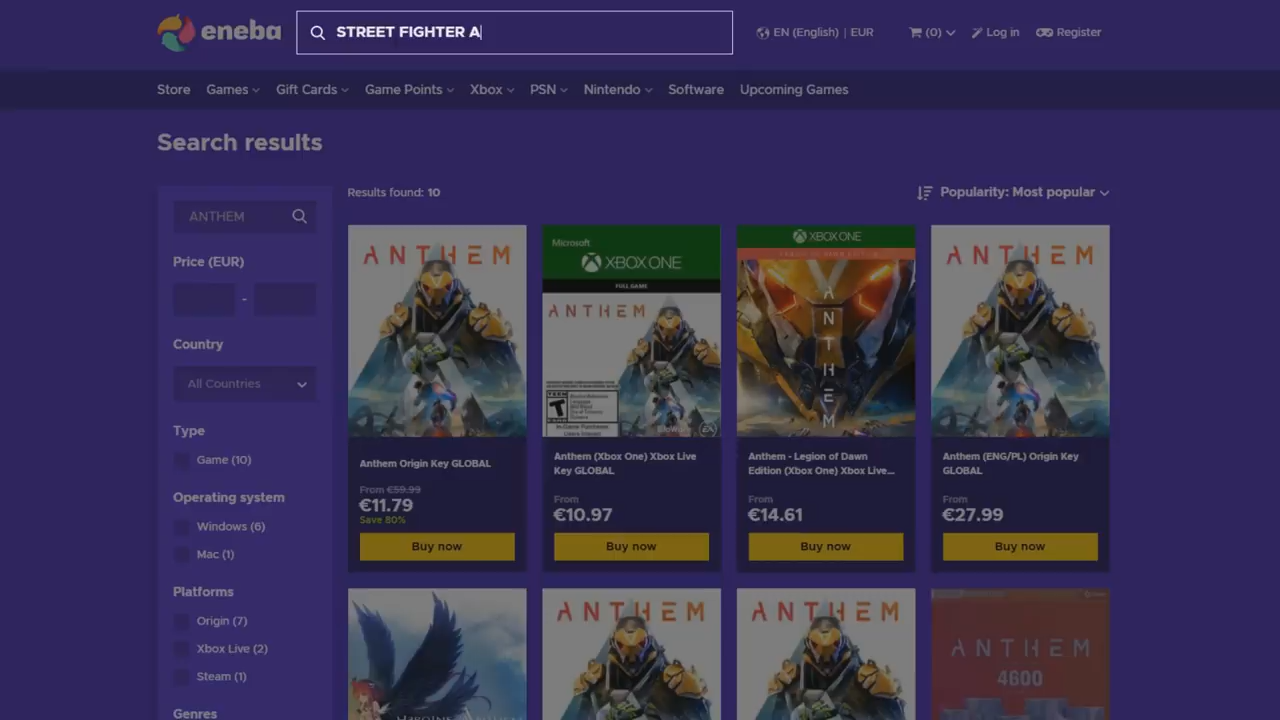 eneba
STREET FIGHTER A
EN (English) | EUR
(0)
Log in
Register
Store
Games
Gift Cards
Game Points
Xbox
PSN
Nintendo
Software
Upcoming Games
Search results
Results found: 10
Popularity: Most popular
ANTHEM
Price (EUR)
-
Country
All Countries
Type
Game (10)
Operating system
Windows (6)
Mac (1)
Platforms
Origin (7)
Xbox Live (2)
Steam (1)
Genres
ANTHEM
Anthem Origin Key GLOBAL
From €59.99
€11.79
Save 80%
Buy now
Microsoft
XBOX ONE
FULL GAME
ANTHEM
BioWare
EA
Anthem (Xbox One) Xbox Live
Key GLOBAL
From
€10.97
Buy now
XBOX ONE
ANTHEM
Anthem - Legion of Dawn
Edition (Xbox One) Xbox Live...
From
€14.61
Buy now
ANTHEM
Anthem (ENG/PL) Origin Key
GLOBAL
From
€27.99
Buy now
ANTHEM
ANTHEM
ANTHEM
4600